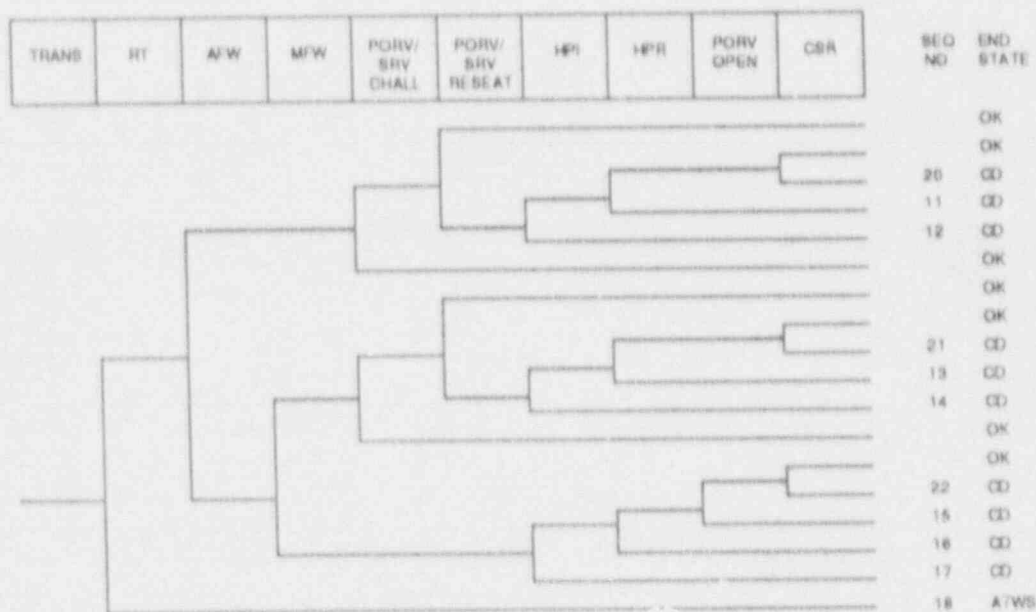 TRANS RT AFW MFW PORV/ SRV CHALL PORV/ SRV RESEAT HPI HPR PORV OPEN CSR SEQ NO END STATE
OK
OK
20 CD
11 CD
12 CD
OK
OK
OK
21 CD
13 CD
14 CD
OK
OK
22 CD
15 CD
16 CD
17 CD
18 ATWS